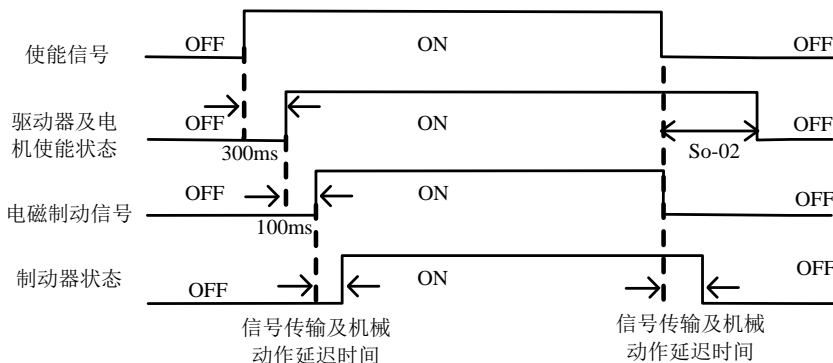 使能信号
OFF
ON
OFF
驱动器及电
机使能状态
OFF
ON
OFF
300ms
So-02
电磁制动信号
OFF
ON
OFF
100ms
制动器状态
OFF
ON
OFF
信号传输及机械
动作延迟时间
信号传输及机械
动作延迟时间